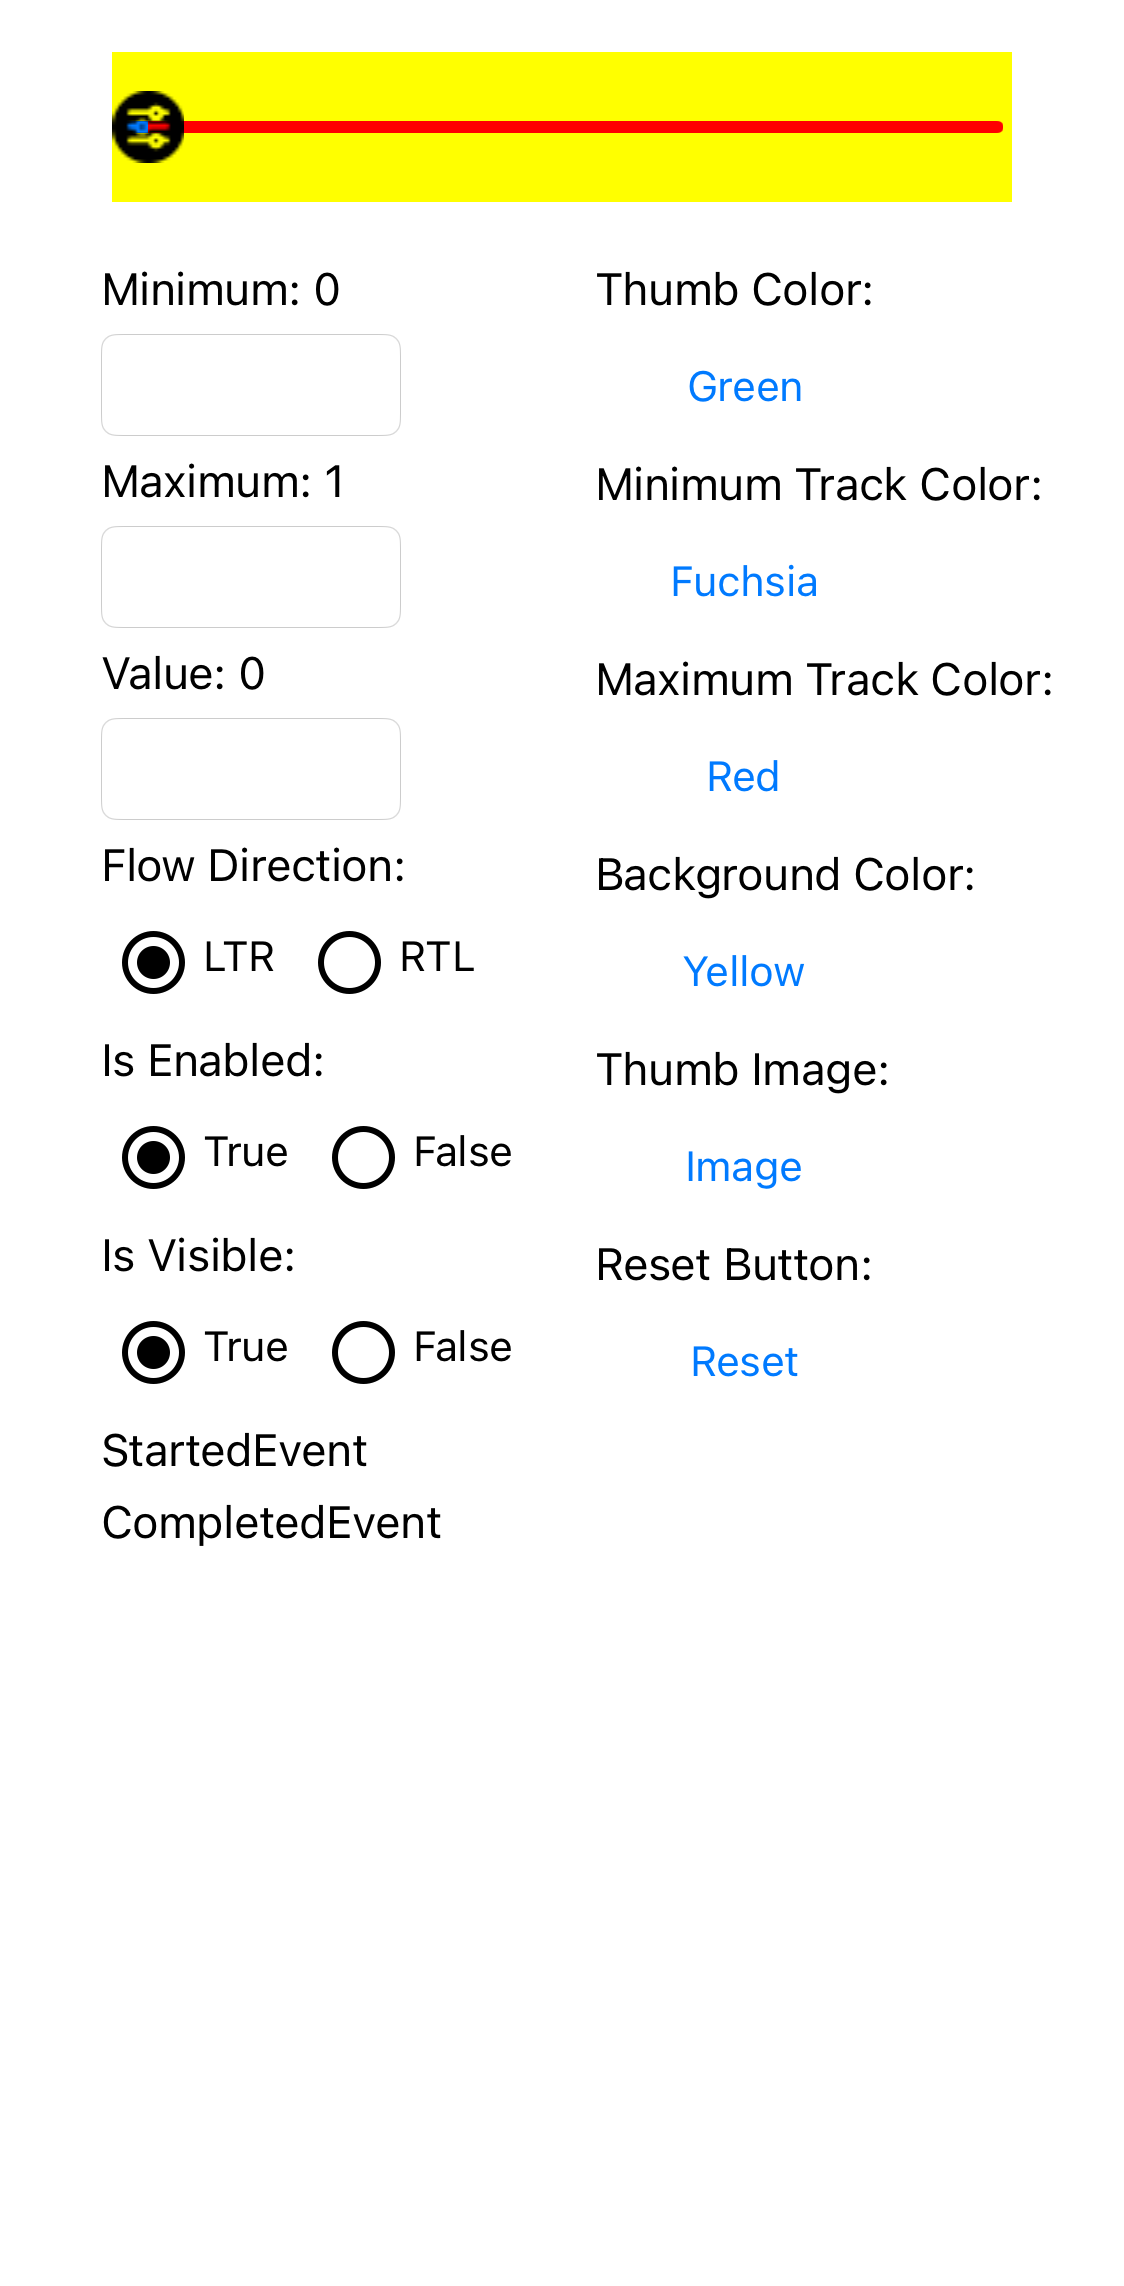 Minimum: 0
Maximum: 1
Value: 0
Flow Direction:
LTR RTL
Is Enabled:
True False
Is Visible:
True False
StartedEvent
CompletedEvent
Thumb Color:
Green
Minimum Track Color:
Fuchsia
Maximum Track Color:
Red
Background Color:
Yellow
Thumb Image:
Image
Reset Button:
Reset